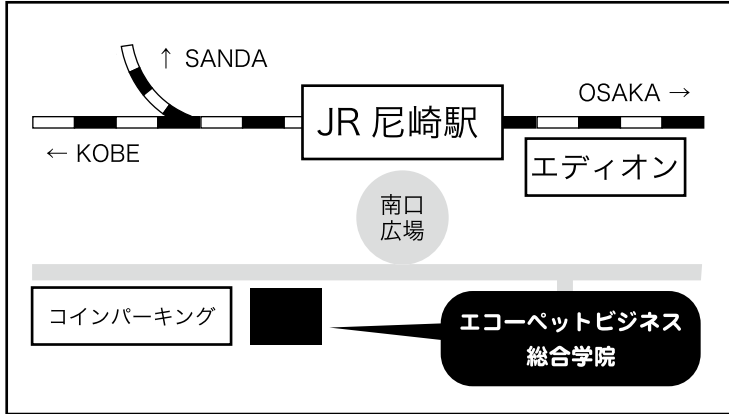 ↑ SANDA
OSAKA →
JR 尼崎駅
← KOBE
エディオン
南口
広場
コインパーキング
エコーペットビジネス
総合学院